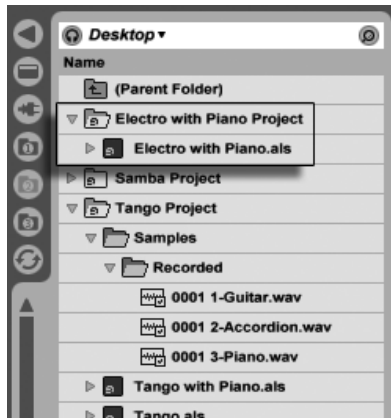 Desktop
Name
(Parent Folder)
Electro with Piano Project
Electro with Piano.als
Samba Project
Tango Project
Samples
Recorded
0001 1-Guitar.wav
0001 2-Accordion.wav
0001 3-Piano.wav
Tango with Piano.als
Tango.als